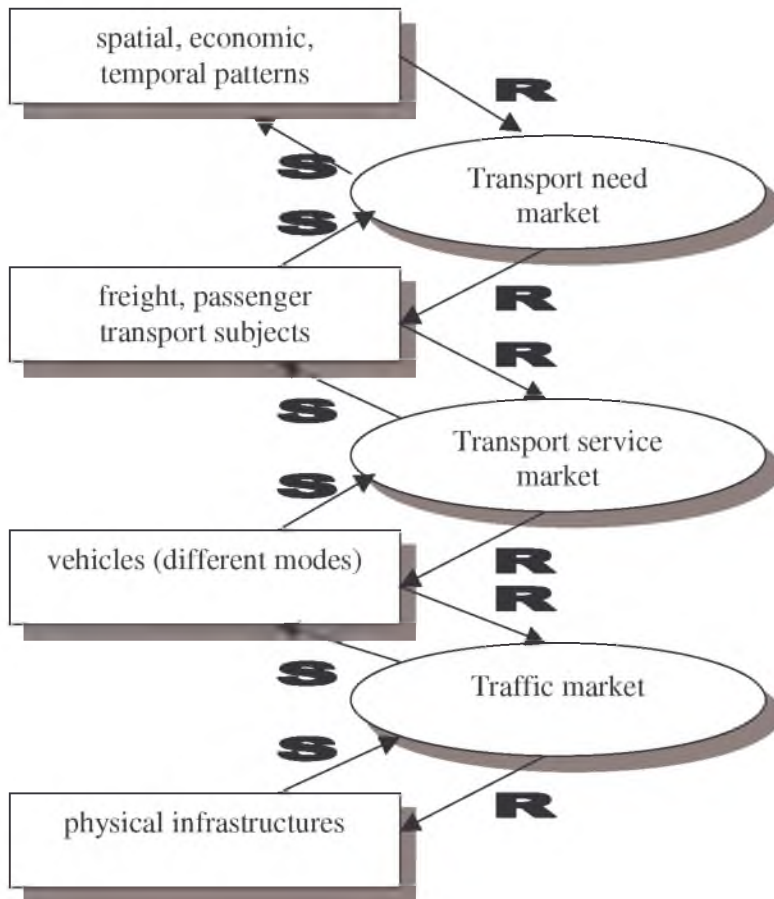 spatial, economic,
temporal patterns
R
S
Transport need
market
S
freight, passenger
transport subjects
R
R
S
Transport service
market
S
vehicles (different modes)
R
R
S
Traffic market
S
physical infrastructures
R